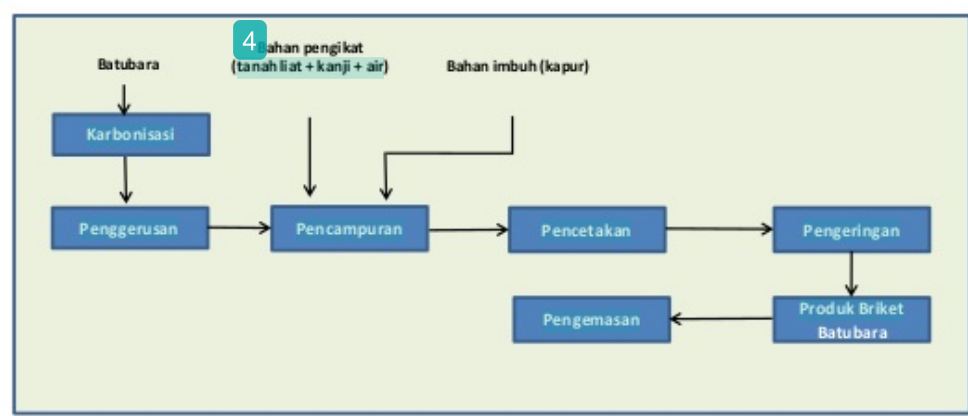 4
Bahan pengikat
(tanah liat + kanji + air)
Batubara
Bahan imbuh (kapur)
Karbonisasi
Penggerusan
Pencampuran
Pencetakan
Pengeringan
Produk Briket
Batubara
Pengemasan